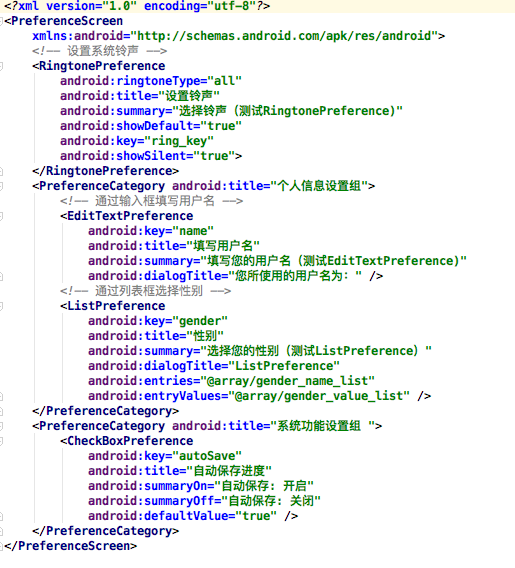 <?xml version="1.0" encoding="utf-8"?>
<PreferenceScreen
    xmlns:android="http://schemas.android.com/apk/res/android">
    <!-- 设置系统铃声 -->
    <RingtonePreference
        android:ringtoneType="all"
        android:title="设置铃声"
        android:summary="选择铃声（测试RingtonePreference)"
        android:showDefault="true"
        android:key="ring_key"
        android:showSilent="true">
    </RingtonePreference>
    <PreferenceCategory android:title="个人信息设置组">
        <!-- 通过输入框填写用户名 -->
        <EditTextPreference
            android:key="name"
            android:title="填写用户名"
            android:summary="填写您的用户名（测试EditTextPreference)"
            android:dialogTitle="您所使用的用户名为：" />
        <!-- 通过列表框选择性别 -->
        <ListPreference
            android:key="gender"
            android:title="性别"
            android:summary="选择您的性别（测试ListPreference）"
            android:dialogTitle="ListPreference"
            android:entries="@array/gender_name_list"
            android:entryValues="@array/gender_value_list" />
    </PreferenceCategory>
    <PreferenceCategory android:title="系统功能设置组 ">
        <CheckBoxPreference
            android:key="autoSave"
            android:title="自动保存进度"
            android:summaryOn="自动保存: 开启"
            android:summaryOff="自动保存: 关闭"
            android:defaultValue="true" />
    </PreferenceCategory>
</PreferenceScreen>